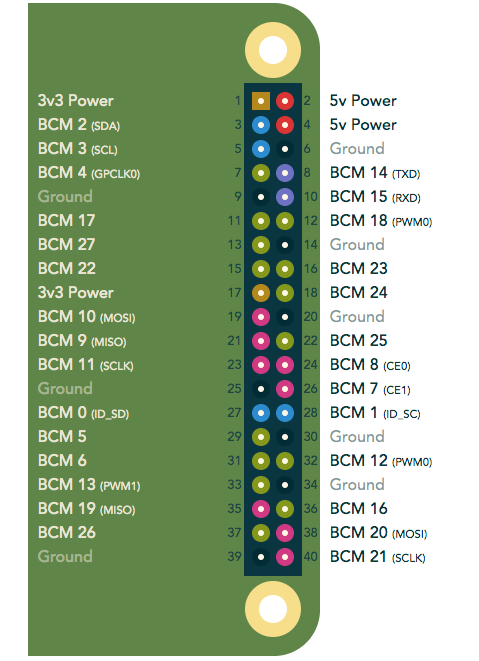 3v3 Power 1 2 5v Power
BCM 2 (SDA) 3 4 5v Power
BCM 3 (SCL) 5 6 Ground
BCM 4 (GPCLK0) 7 8 BCM 14 (TXD)
Ground 9 10 BCM 15 (RXD)
BCM 17 11 12 BCM 18 (PWM0)
BCM 27 13 14 Ground
BCM 22 15 16 BCM 23
3v3 Power 17 18 BCM 24
BCM 10 (MOSI) 19 20 Ground
BCM 9 (MISO) 21 22 BCM 25
BCM 11 (SCLK) 23 24 BCM 8 (CE0)
Ground 25 26 BCM 7 (CE1)
BCM 0 (ID_SD) 27 28 BCM 1 (ID_SC)
BCM 5 29 30 Ground
BCM 6 31 32 BCM 12 (PWM0)
BCM 13 (PWM1) 33 34 Ground
BCM 19 (MISO) 35 36 BCM 16
BCM 26 37 38 BCM 20 (MOSI)
Ground 39 40 BCM 21 (SCLK)